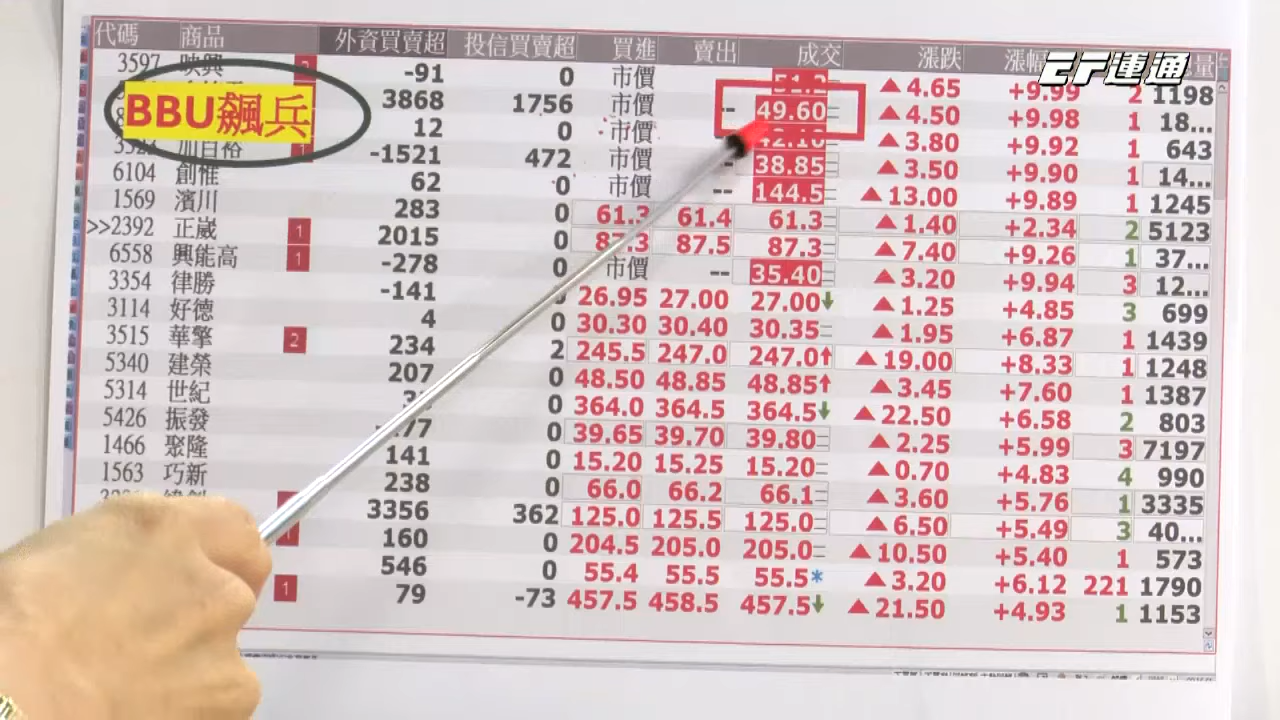 代碼 商品 外資買賣超 投信買賣超 買進 賣出 成交 漲跌 漲幅 量
EF運通
3597 映興 -91 0 市價 51.2 ▲4.65 +9.99 2 1198
BBU飆兵 3868 1756 市價 -- 49.60 ▲4.50 +9.98 1 18...
12 0 市價 42.10 ▲3.80 +9.92 1 643
加百裕 1 -1521 472 市價 -- 38.85 ▲3.50 +9.90 1 14...
6104 創惟 62 0 市價 -- 144.5 ▲13.00 +9.89 1 1245
1569 濱川 283 0 61.3 61.4 61.3 ▲1.40 +2.34 2 5123
>>2392 正崴 1 2015 0 87.3 87.5 87.3 ▲7.40 +9.26 1 37...
6558 興能高 1 -278 0 市價 -- 35.40 ▲3.20 +9.94 3 12...
3354 律勝 -141 26.95 27.00 27.00↓ ▲1.25 +4.85 3 699
3114 好德 4 0 30.30 30.40 30.35 ▲1.95 +6.87 1 1439
3515 華擎 2 234 2 245.5 247.0 247.0↑ ▲19.00 +8.33 1 1248
5340 建榮 207 0 48.50 48.85 48.85↑ ▲3.45 +7.60 1 1387
5314 世紀 0 364.0 364.5 364.5↓ ▲22.50 +6.58 2 803
5426 振發 0 39.65 39.70 39.80 ▲2.25 +5.99 3 7197
1466 聚隆 141 0 15.20 15.25 15.20 ▲0.70 +4.83 4 990
1563 巧新 238 0 66.0 66.2 66.1 ▲3.60 +5.76 1 3335
3356 362 125.0 125.5 125.0 ▲6.50 +5.49 3 40...
160 0 204.5 205.0 205.0 ▲10.50 +5.40 1 573
546 0 55.4 55.5 55.5* ▲3.20 +6.12 221 1790
1 79 -73 457.5 458.5 457.5↓ ▲21.50 +4.93 1 1153